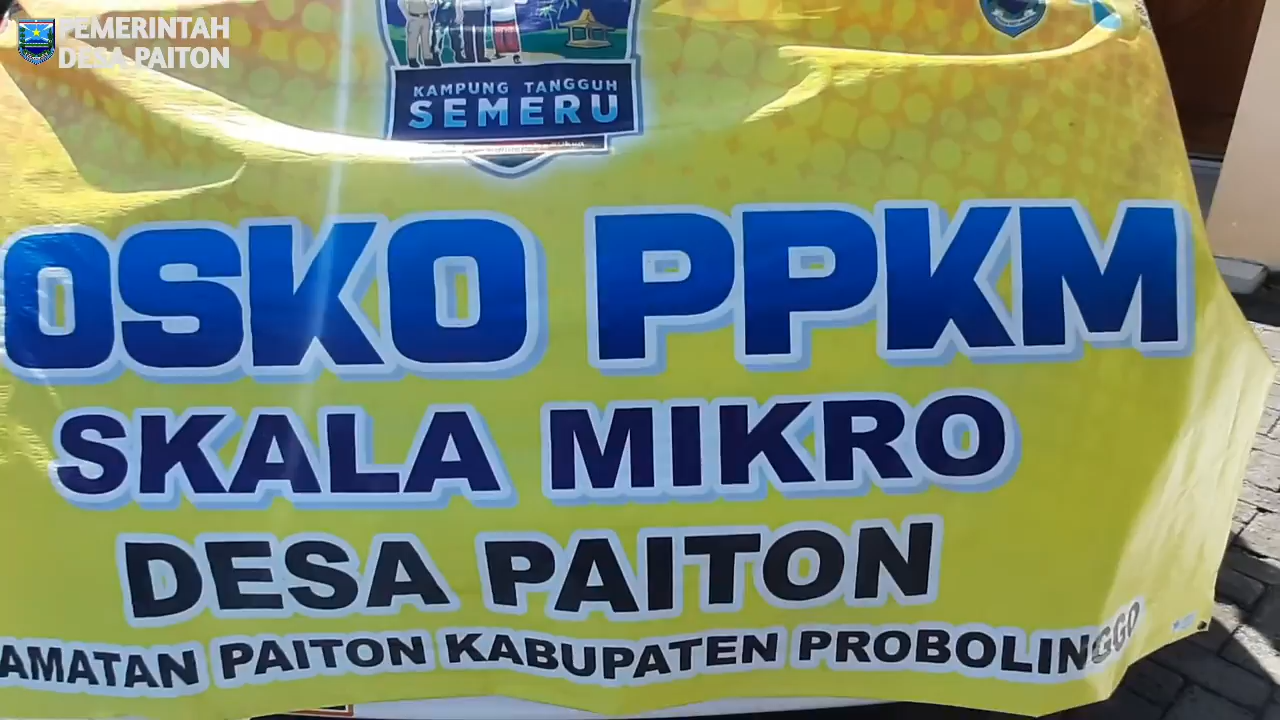 PEMERINTAH
DESA PAITON
KAMPUNG TANGGUH
SEMERU
OSKO PPKM
SKALA MIKRO
DESA PAITON
AMATAN PAITON KABUPATEN PROBOLINGGO